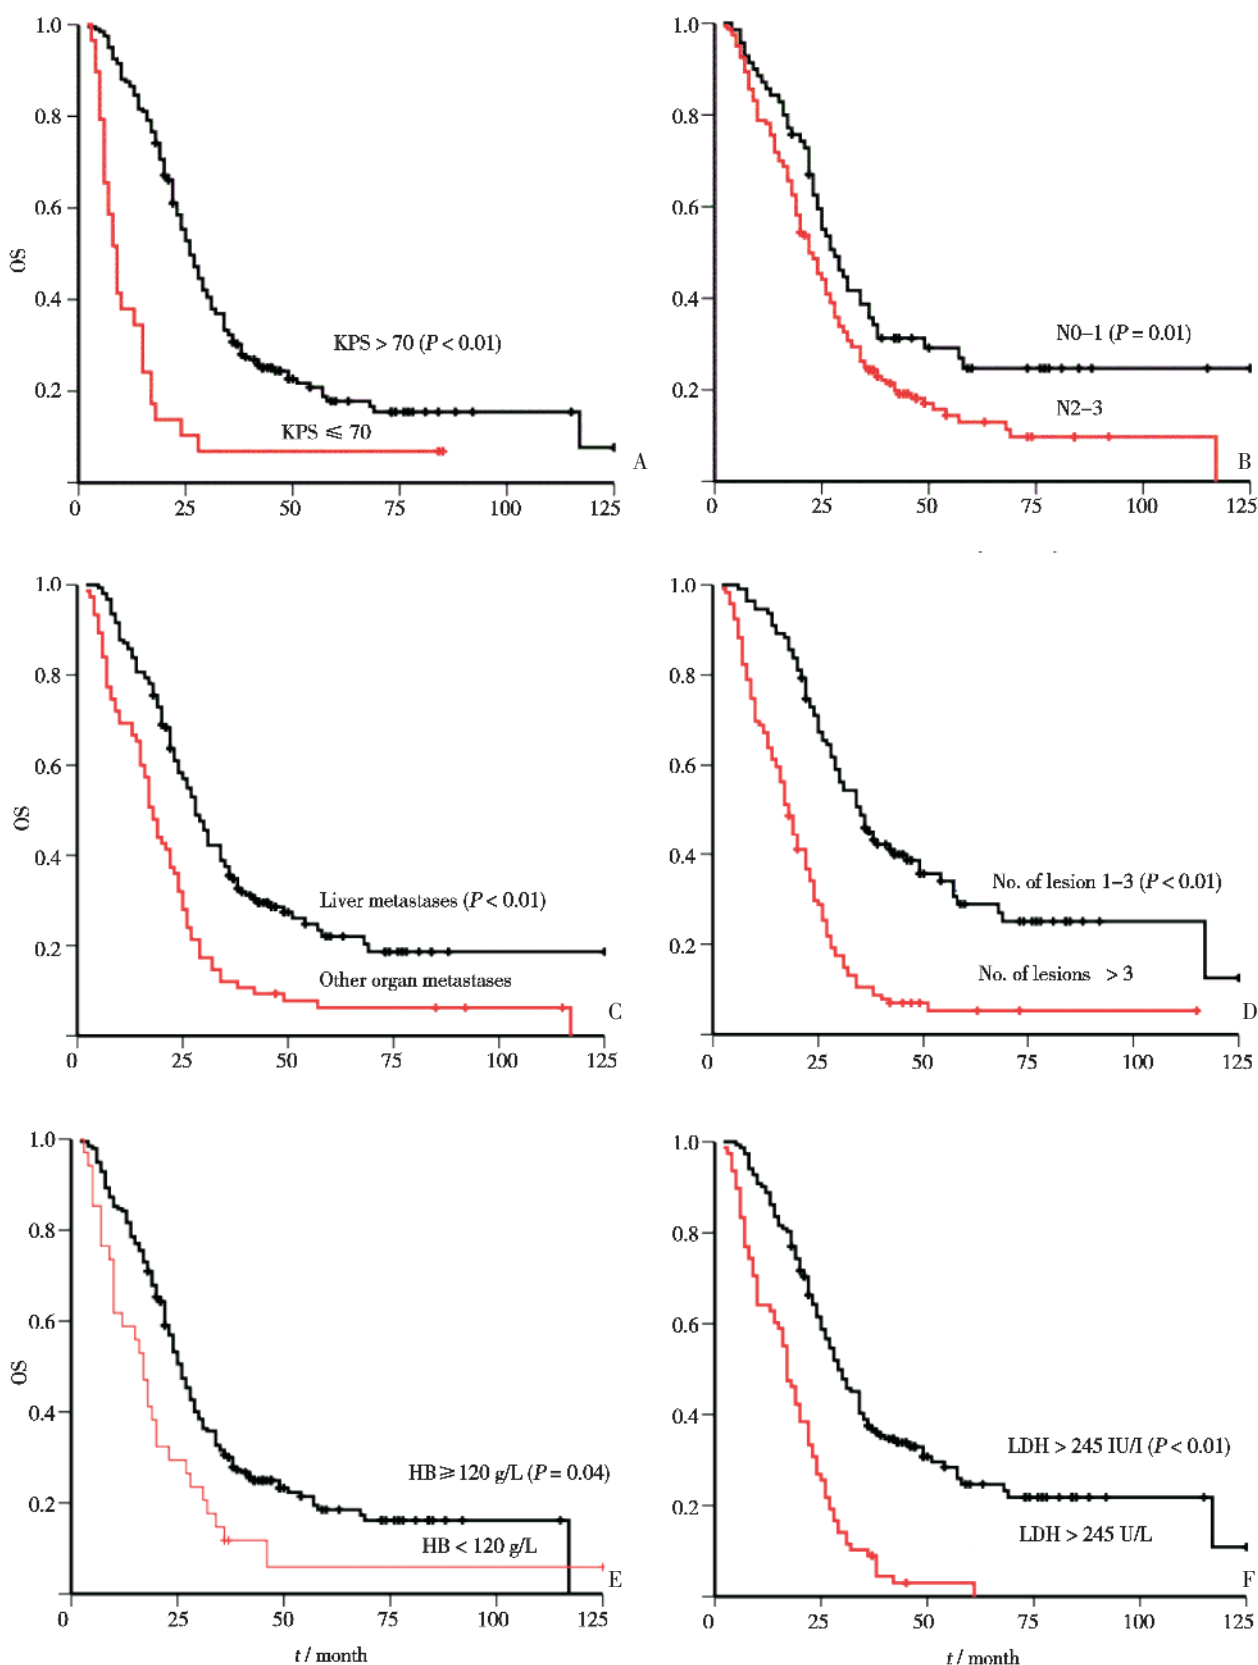 1.0
0.8
0.6
0.4
0.2
OS
KPS > 70 (P < 0.01)
KPS ≤ 70
A
0 25 50 75 100 125
1.0
0.8
0.6
0.4
0.2
N0-1 (P = 0.01)
N2-3
B
0 25 50 75 100 125
1.0
0.8
0.6
0.4
0.2
OS
Liver metastases (P < 0.01)
Other organ metastases
C
0 25 50 75 100 125
1.0
0.8
0.6
0.4
0.2
No. of lesion 1-3 (P < 0.01)
No. of lesions > 3
D
0 25 50 75 100 125
1.0
0.8
0.6
0.4
0.2
OS
HB ≥ 120 g/L (P = 0.04)
HB < 120 g/L
E
0 25 50 75 100 125
t / month
1.0
0.8
0.6
0.4
0.2
LDH > 245 IU/l (P < 0.01)
LDH > 245 U/L
F
0 25 50 75 100 125
t / month